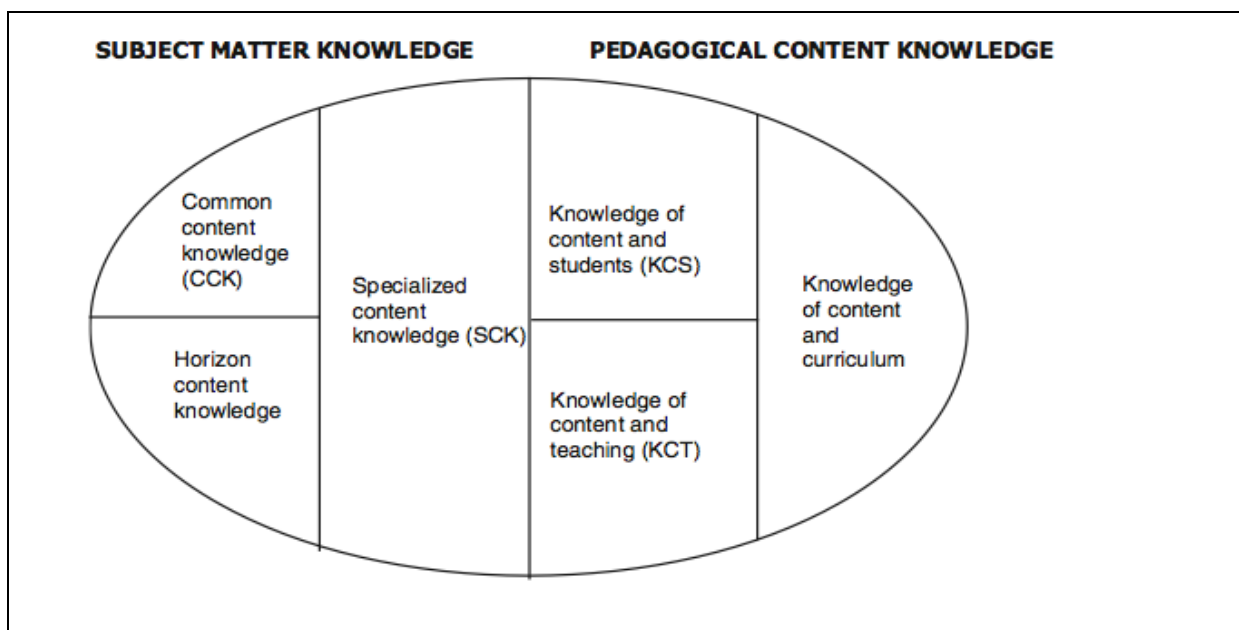 SUBJECT MATTER KNOWLEDGE
PEDAGOGICAL CONTENT KNOWLEDGE
Common
content
knowledge
(CCK)
Horizon
content
knowledge
Specialized
content
knowledge (SCK)
Knowledge of
content and
students (KCS)
Knowledge of
content and
teaching (KCT)
Knowledge
of content
and
curriculum